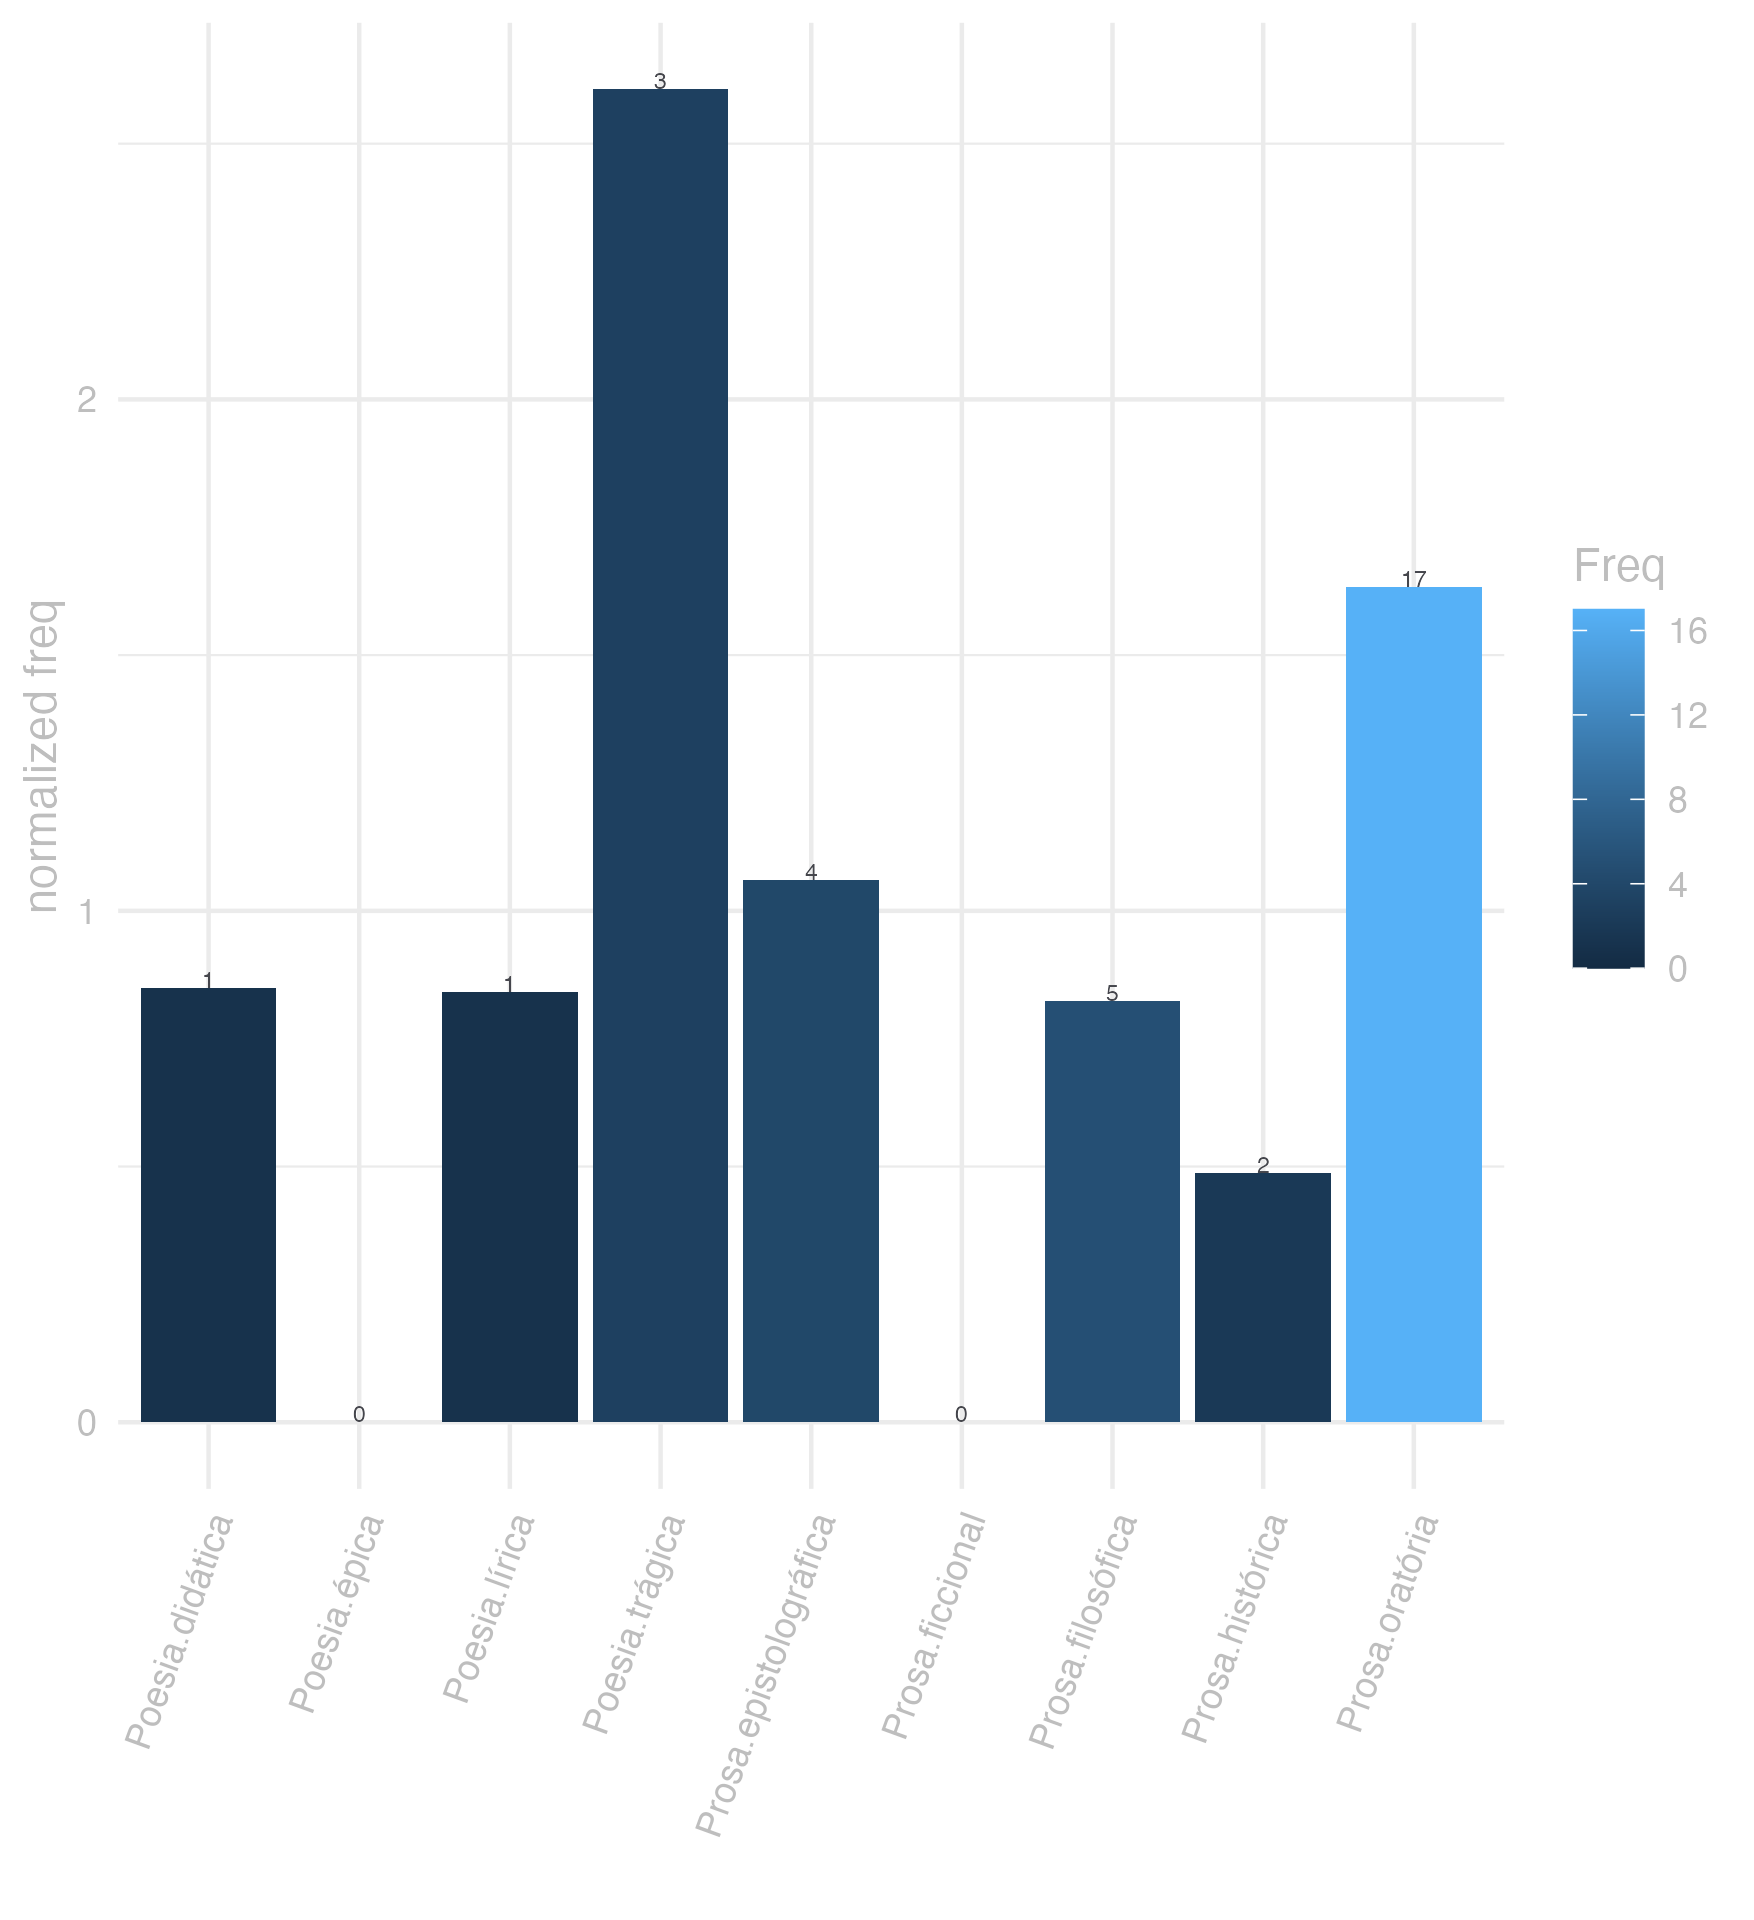 3
17
4
1
1
5
2
0
0
2
1
0
normalized freq
Poesia.didática
Poesia.épica
Poesia.lírica
Poesia.trágica
Prosa.epistolográfica
Prosa.ficcional
Prosa.filosófica
Prosa.histórica
Prosa.oratória
Freq
16
12
8
4
0